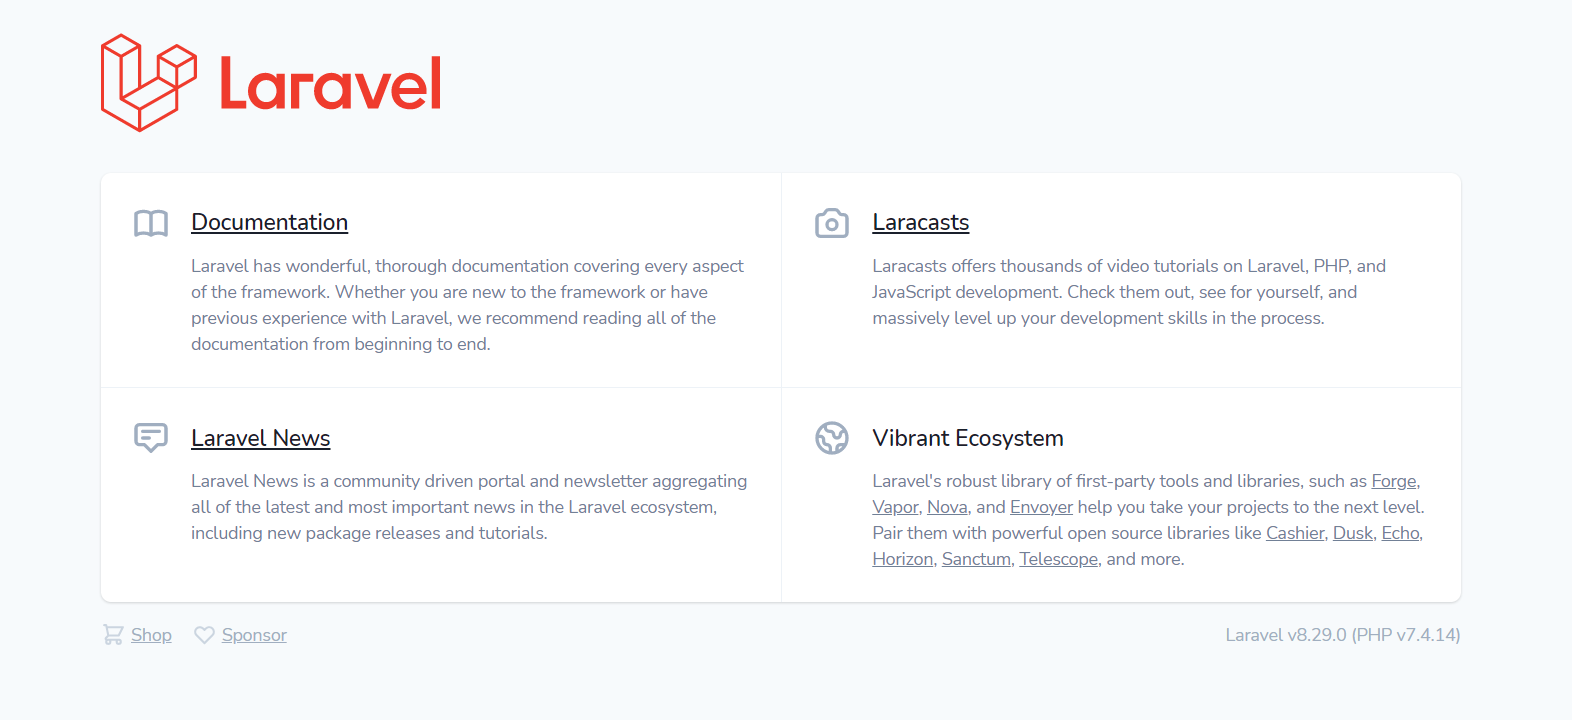 Laravel
Documentation
Laravel has wonderful, thorough documentation covering every aspect
of the framework. Whether you are new to the framework or have
previous experience with Laravel, we recommend reading all of the
documentation from beginning to end.
Laracasts
Laracasts offers thousands of video tutorials on Laravel, PHP, and
JavaScript development. Check them out, see for yourself, and
massively level up your development skills in the process.
Laravel News
Laravel News is a community driven portal and newsletter aggregating
all of the latest and most important news in the Laravel ecosystem,
including new package releases and tutorials.
Vibrant Ecosystem
Laravel's robust library of first-party tools and libraries, such as Forge,
Vapor, Nova, and Envoyer help you take your projects to the next level.
Pair them with powerful open source libraries like Cashier, Dusk, Echo,
Horizon, Sanctum, Telescope, and more.
Shop Sponsor
Laravel v8.29.0 (PHP v7.4.14)